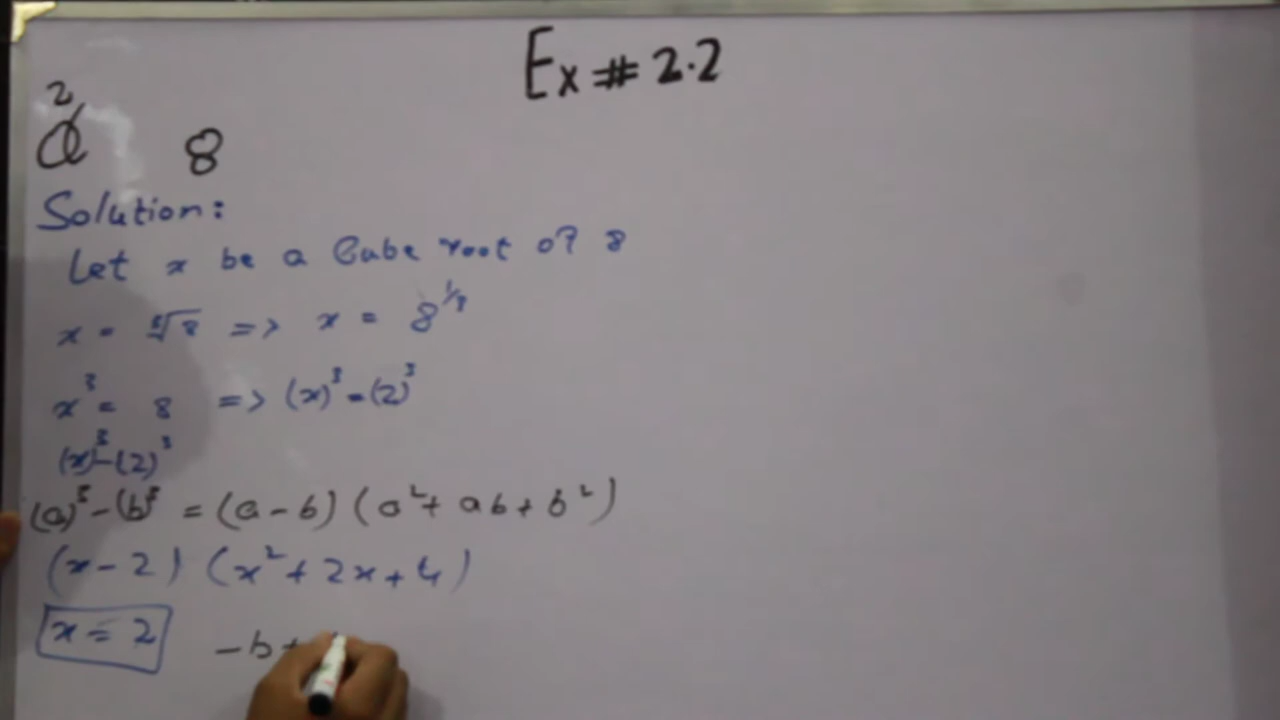 Ex # 2.2
Q2 8
Solution:
Let x be a Cube root of 8
x = ∛8 => x = 8^1/3
x³ = 8 => (x)³ = (2)³
(x)³-(2)³
(a)³-(b)³ = (a-b) (a²+ab+b²)
(x-2) (x²+2x+4)
x = 2 -b+